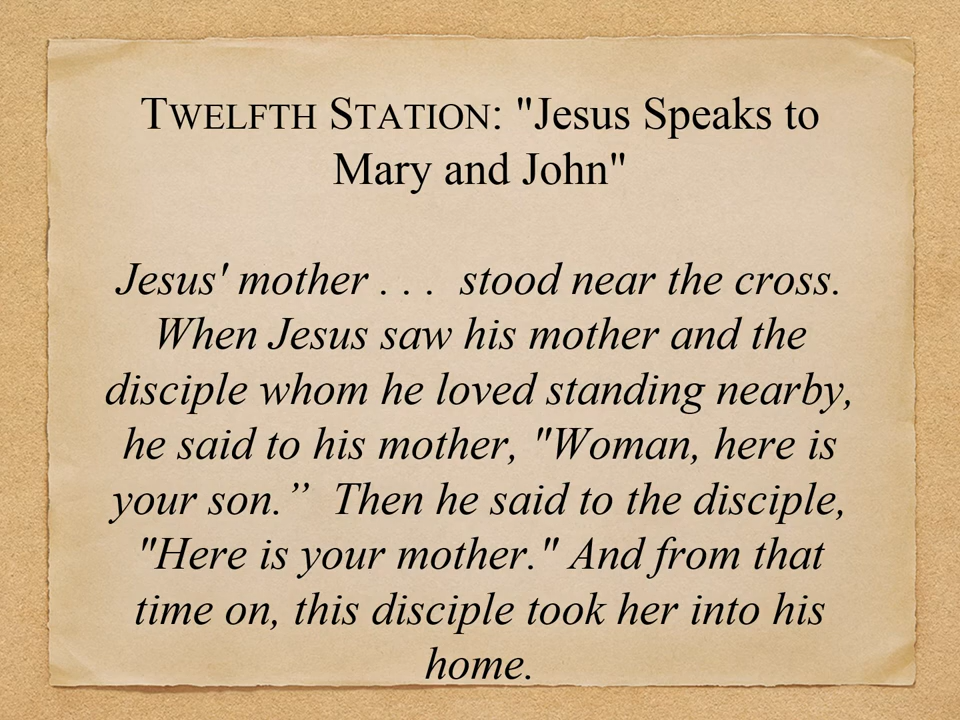 TWELFTH STATION: "Jesus Speaks to
Mary and John"
Jesus' mother . . .  stood near the cross.
When Jesus saw his mother and the
disciple whom he loved standing nearby,
he said to his mother, "Woman, here is
your son.”  Then he said to the disciple,
"Here is your mother." And from that
time on, this disciple took her into his
home.